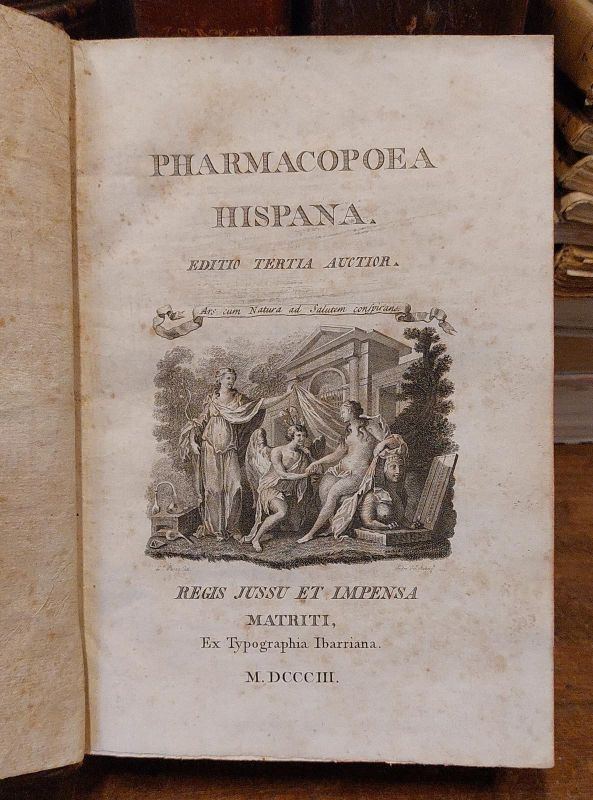 PHARMACOPOEA
HISPANA.
EDITIO TERTIA AUCTIOR.
Ars cum Natura ad Salutem conspirans.
REGIS JUSSU ET IMPENSA
MATRITI,
Ex Typographia Ibarriana.
M.DCCCIII.